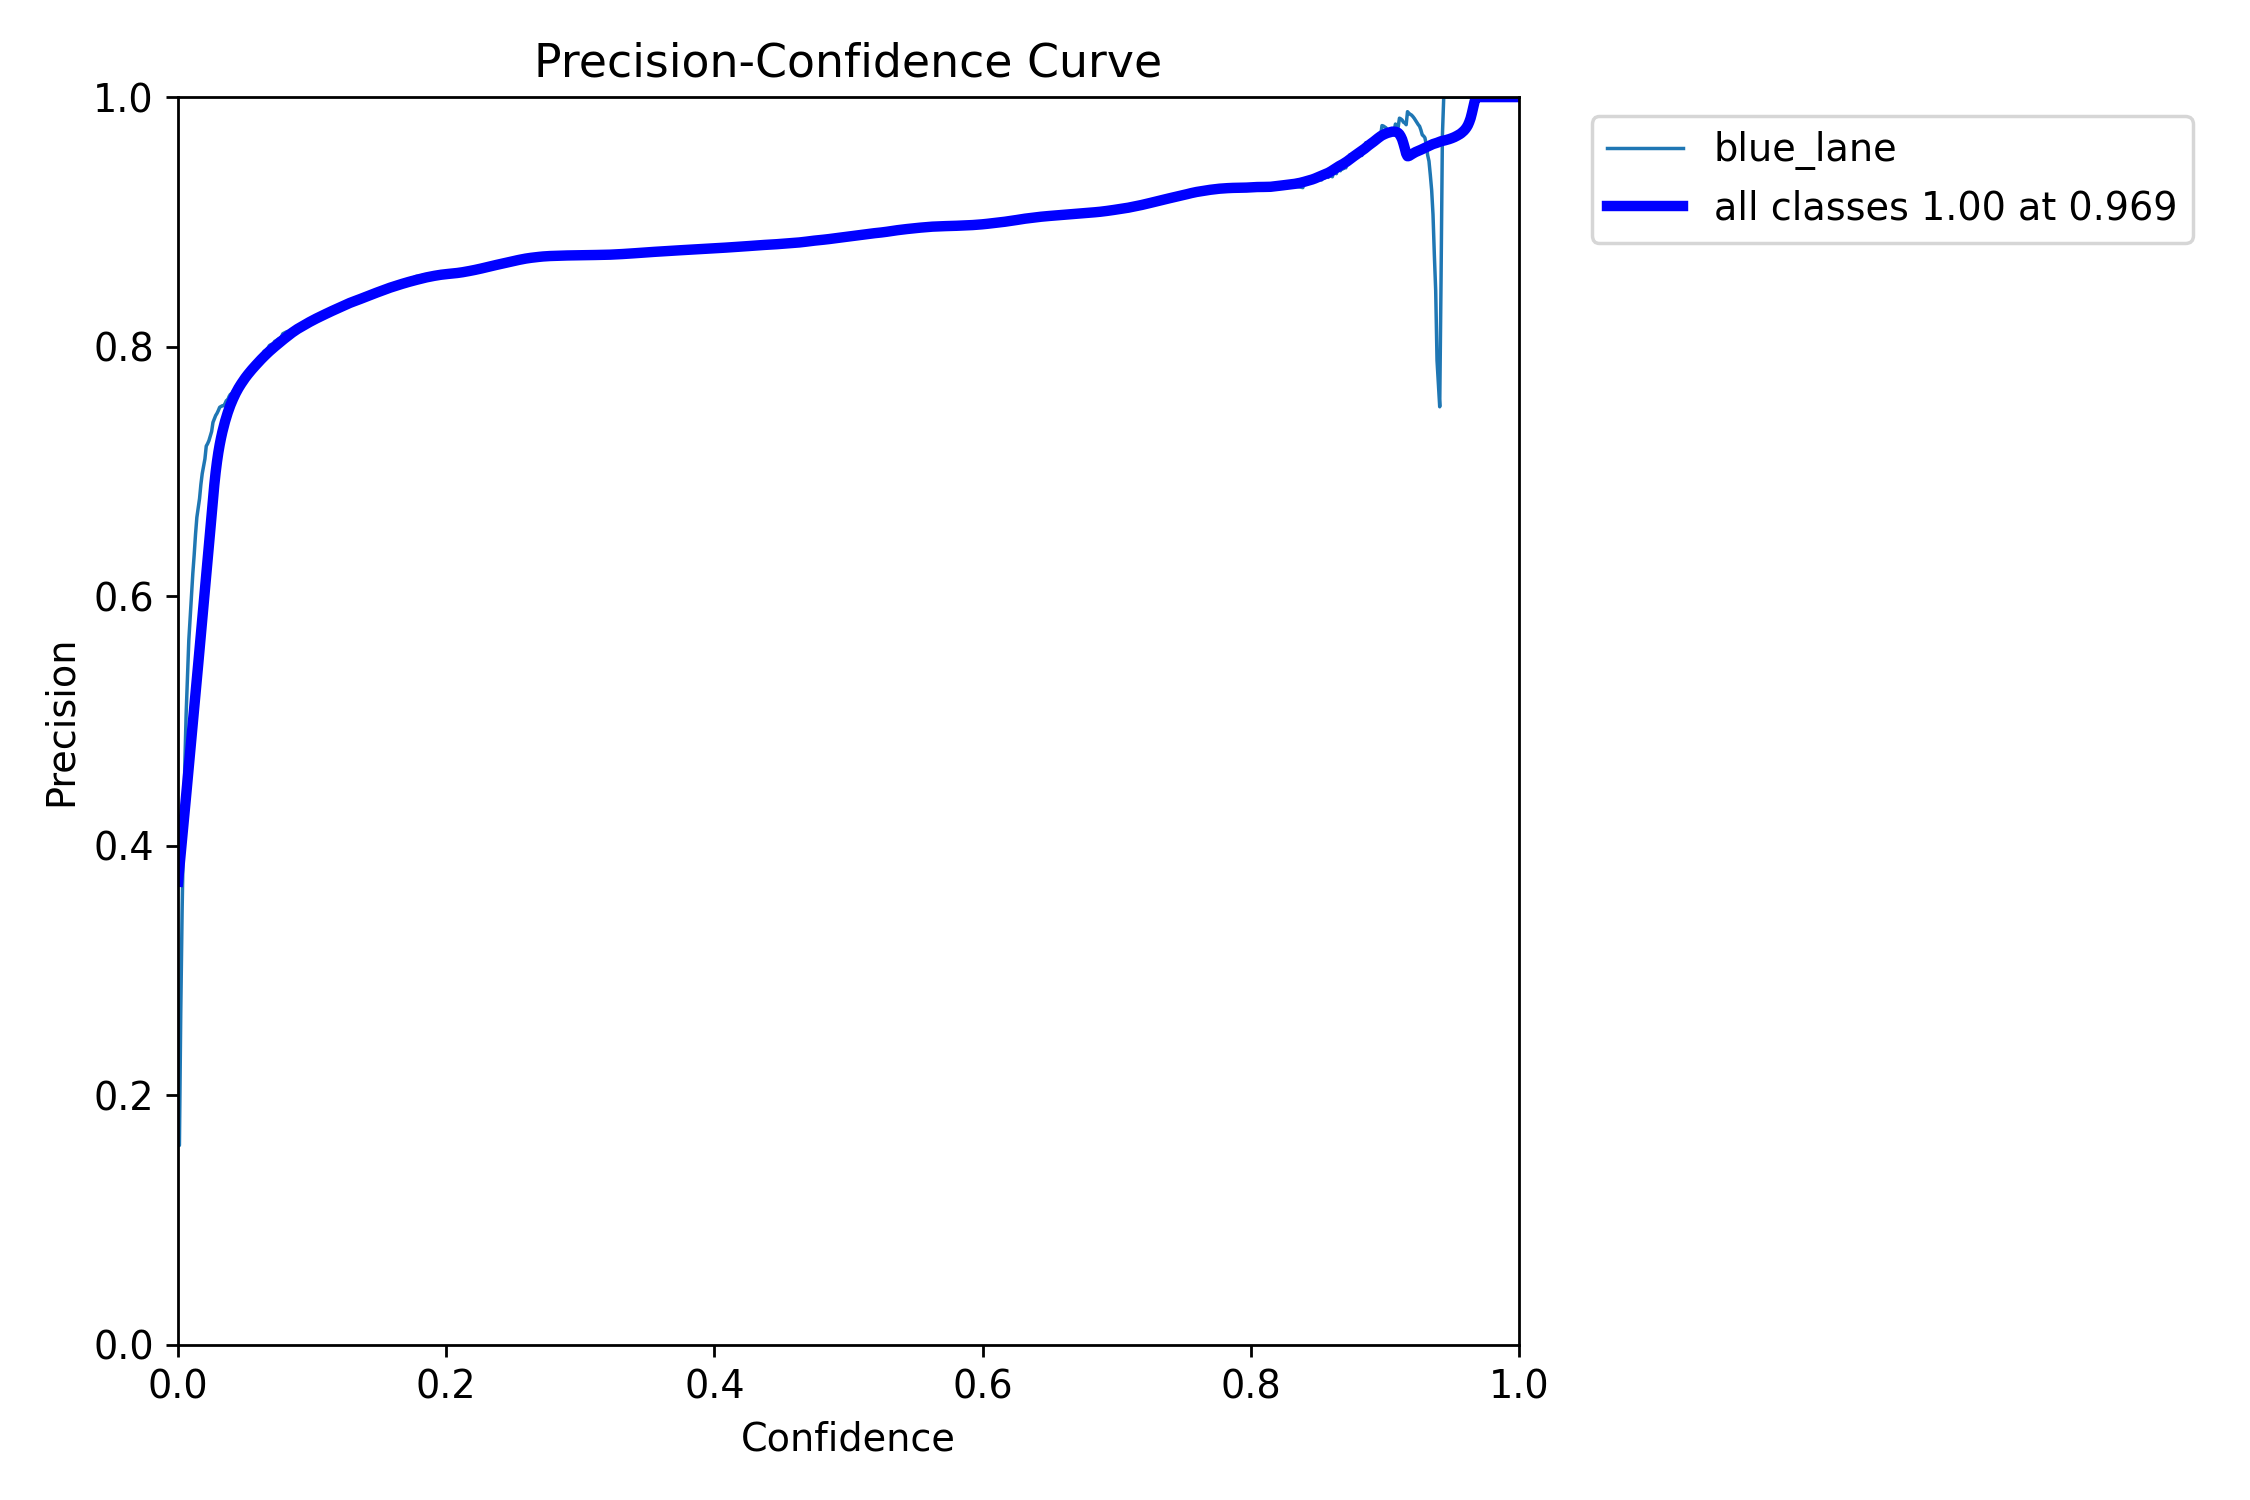 Precision-Confidence Curve
1.0
0.8
0.6
0.4
0.2
0.0
Precision
0.0 0.2 0.4 0.6 0.8 1.0
Confidence
blue_lane
all classes 1.00 at 0.969